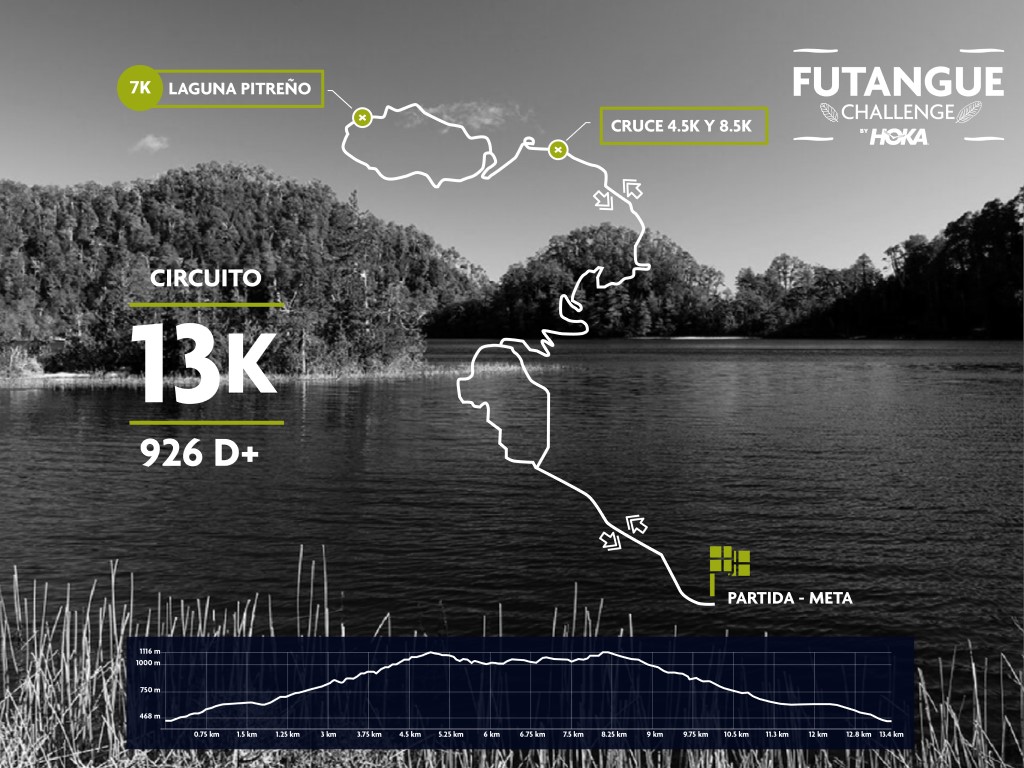 FUTANGUE
CHALLENGE
BY HOKA
7K LAGUNA PITREÑO
CRUCE 4.5K Y 8.5K
CIRCUITO
13K
926 D+
PARTIDA - META
1116 m
1000 m
750 m
468 m
0.75 km 1.5 km 1.25 km 3 km 3.75 km 4.5 km 5.25 km 6 km 6.75 km 7.5 km 8.25 km 9 km 9.75 km 10.5 km 11.3 km 12 km 12.8 km 13.4 km